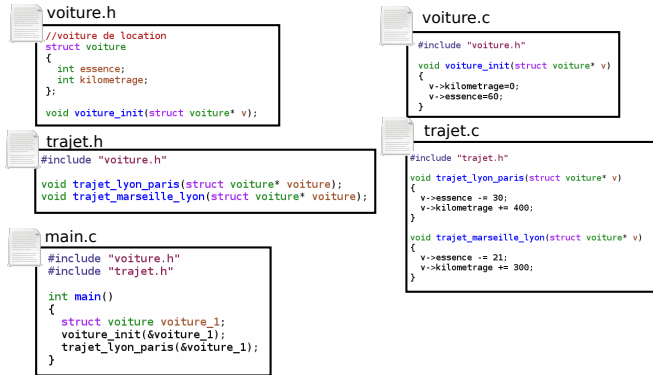 voiture.h
//voiture de location
struct voiture
{
int essence;
int kilometrage;
};
void voiture_init(struct voiture* v);
trajet.h
#include "voiture.h"
void trajet_lyon_paris(struct voiture* voiture);
void trajet_marseille_lyon(struct voiture* voiture);
main.c
#include "voiture.h"
#include "trajet.h"
int main()
{
struct voiture voiture_1;
voiture_init(&voiture_1);
trajet_lyon_paris(&voiture_1);
}
voiture.c
#include "voiture.h"
void voiture_init(struct voiture* v)
{
v->kilometrage=0;
v->essence=60;
}
trajet.c
#include "trajet.h"
void trajet_lyon_paris(struct voiture* v)
{
v->essence -= 30;
v->kilometrage += 400;
}
void trajet_marseille_lyon(struct voiture* v)
{
v->essence -= 21;
v->kilometrage += 300;
}